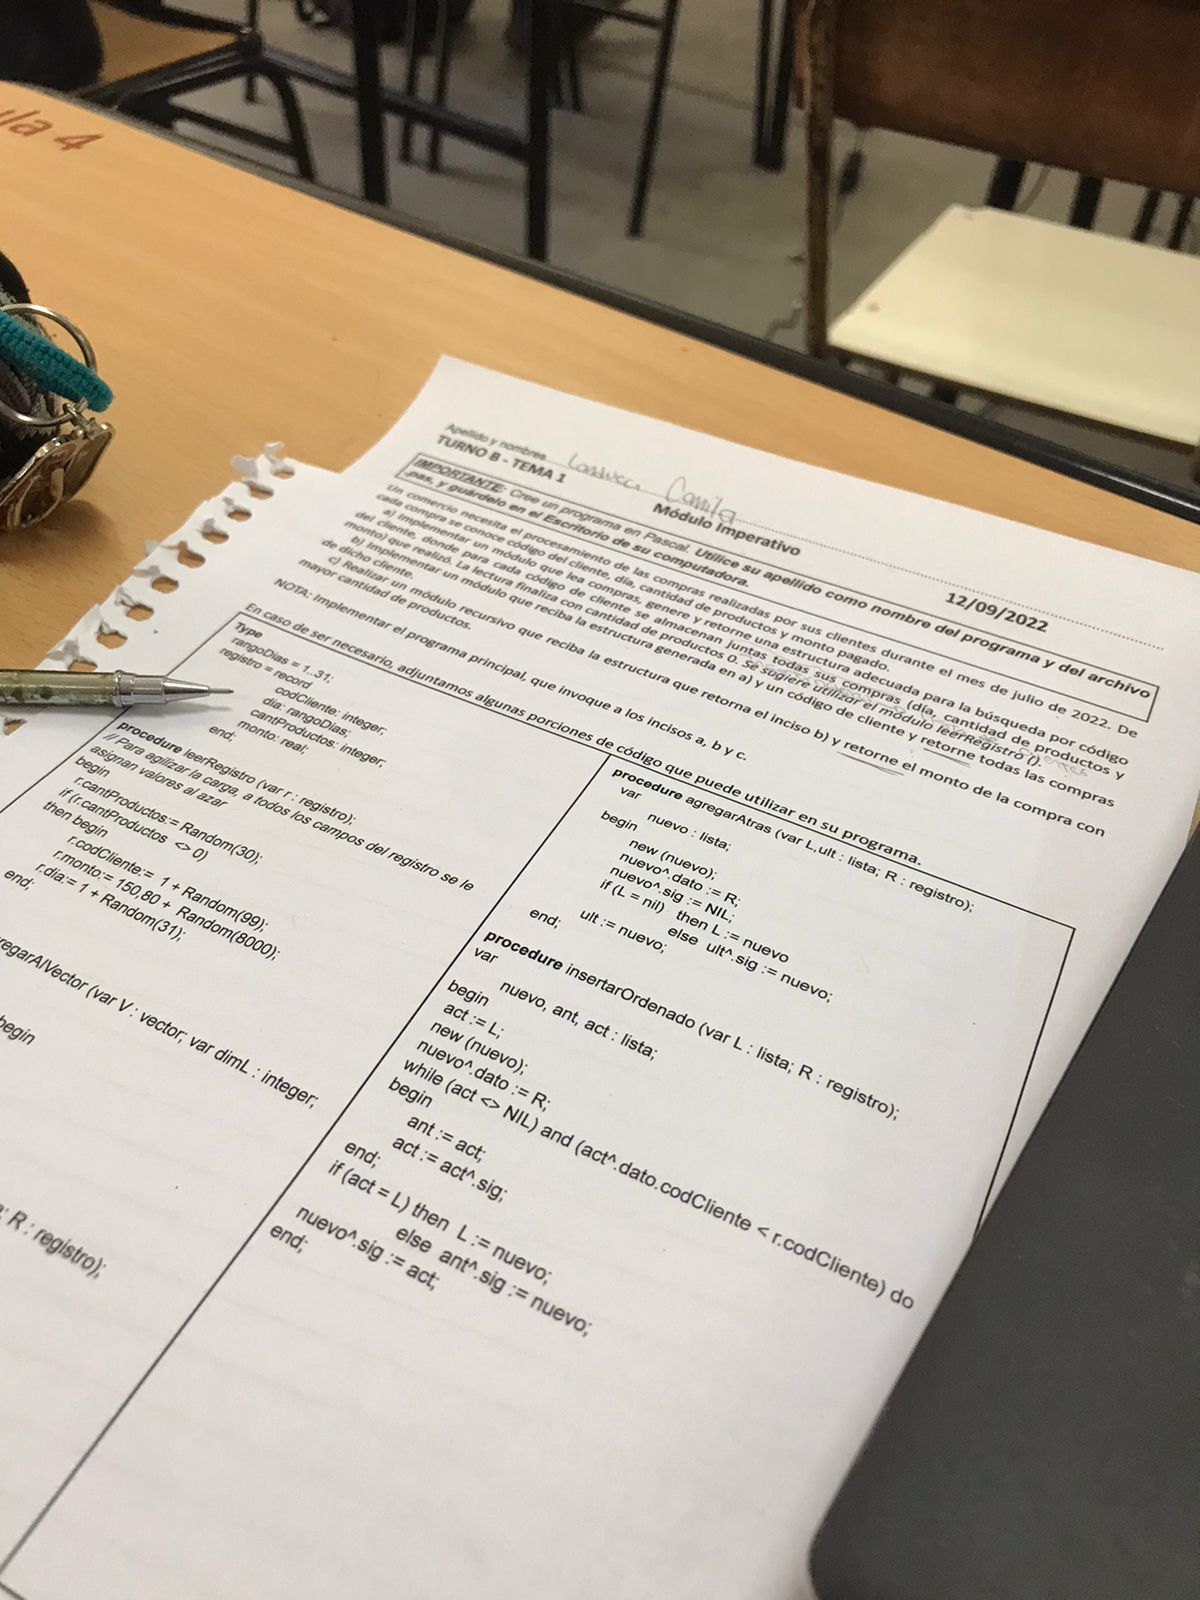 ula 4
Apellido y nombres
Camila
TURNO B - TEMA 1
Módulo Imperativo
12/09/2022
IMPORTANTE: Cree un programa en Pascal. Utilice su apellido como nombre del programa y del archivo
.pas, y guárdelo en el Escritorio de su computadora.
Un comercio necesita el procesamiento de las compras realizadas por sus clientes durante el mes de julio de 2022. De
cada compra se conoce código del cliente, día, cantidad de productos y monto pagado.
a) Implementar un módulo que lea compras, genere y retorne una estructura adecuada para la búsqueda por código
del cliente, donde para cada código de cliente se almacenan juntas todas sus compras (día, cantidad de productos y
monto) que realizó. La lectura finaliza con cantidad de productos 0. Se sugiere utilizar el módulo leerRegistro ().
b) Implementar un módulo que reciba la estructura generada en a) y un código de cliente y retorne todas las compras
de dicho cliente.
c) Realizar un módulo recursivo que reciba la estructura que retorna el inciso b) y retorne el monto de la compra con
mayor cantidad de productos.
NOTA: Implementar el programa principal, que invoque a los incisos a, b y c.
En caso de ser necesario, adjuntamos algunas porciones de código que puede utilizar en su programa.
Type
rangoDias = 1..31;
registro = record
codCliente: integer;
dia: rangoDias;
cantProductos: integer;
monto: real;
end;
procedure leerRegistro (var r : registro);
// Para agilizar la carga, a todos los campos del registro se le
asignan valores al azar
begin
r.cantProductos:= Random(30);
if (r.cantProductos <> 0)
then begin
r.codCliente:= 1 + Random(99);
r.monto:= 150,80 + Random(8000);
r.dia:= 1 + Random(31);
end;
regarAlVector (var V : vector; var dimL : integer;
begin
; R : registro);
procedure agregarAtras (var L,ult : lista; R : registro);
var
nuevo : lista;
begin
new (nuevo);
nuevo^.dato := R;
nuevo^.sig := NIL;
if (L = nil) then L := nuevo
else ult^.sig := nuevo;
ult := nuevo;
end;
procedure insertarOrdenado (var L : lista; R : registro);
var
nuevo, ant, act : lista;
begin
act := L;
new (nuevo);
nuevo^.dato := R;
while (act <> NIL) and (act^.dato.codCliente < r.codCliente) do
begin
ant := act;
act := act^.sig;
end;
if (act = L) then L := nuevo;
else ant^.sig := nuevo;
nuevo^.sig := act;
end;